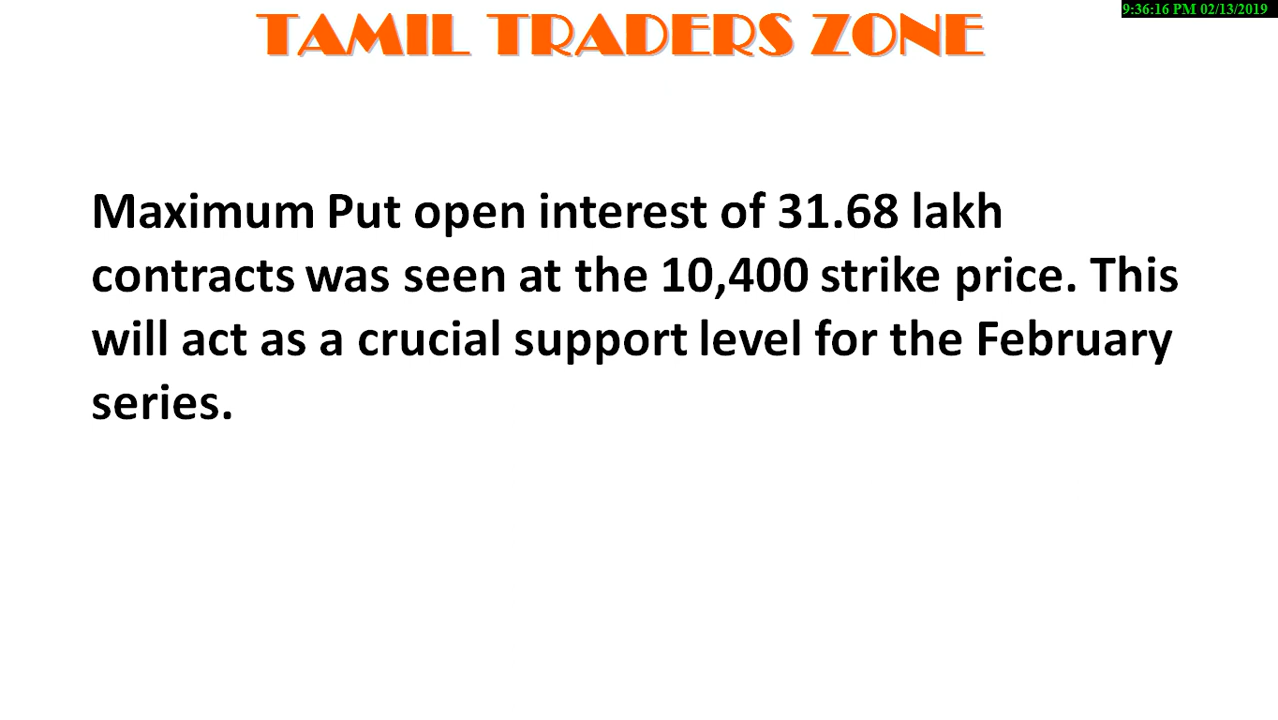 TAMIL TRADERS ZONE
9:36:16 PM 02/13/2019
Maximum Put open interest of 31.68 lakh
contracts was seen at the 10,400 strike price. This
will act as a crucial support level for the February
series.